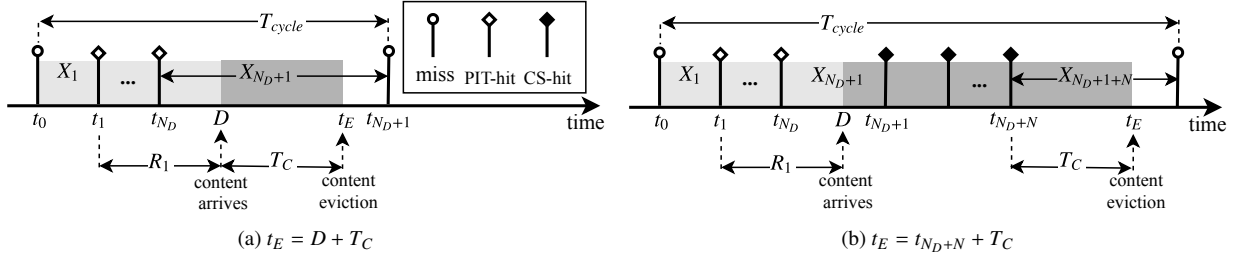 T_cycle
X_1
...
X_{N_D+1}
t_0
t_1
t_{N_D}
D
t_E
t_{N_D+1}
time
R_1
T_C
content
arrives
content
eviction
(a) t_E = D + T_C
miss
PIT-hit
CS-hit
T_cycle
X_1
...
X_{N_D+1}
...
X_{N_D+1+N}
t_0
t_1
t_{N_D}
D
t_{N_D+1}
t_{N_D+N}
t_E
time
R_1
T_C
content
arrives
content
eviction
(b) t_E = t_{N_D+N} + T_C